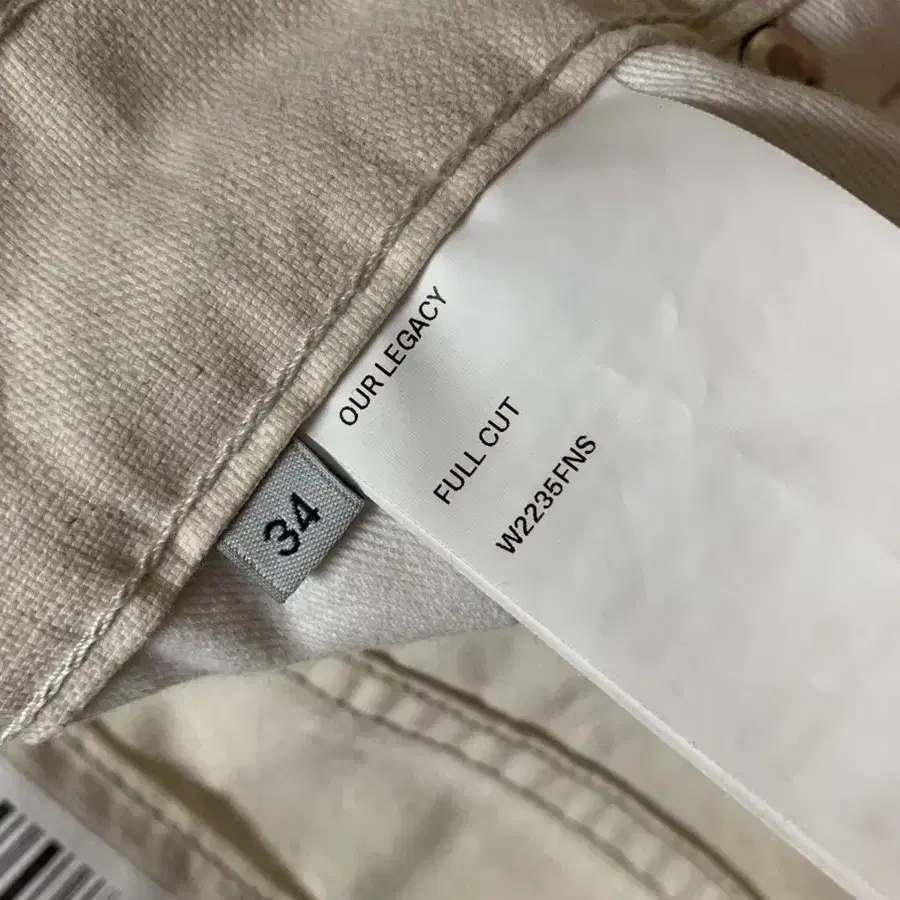 OUR LEGACY
FULL CUT
W2235FNS
34